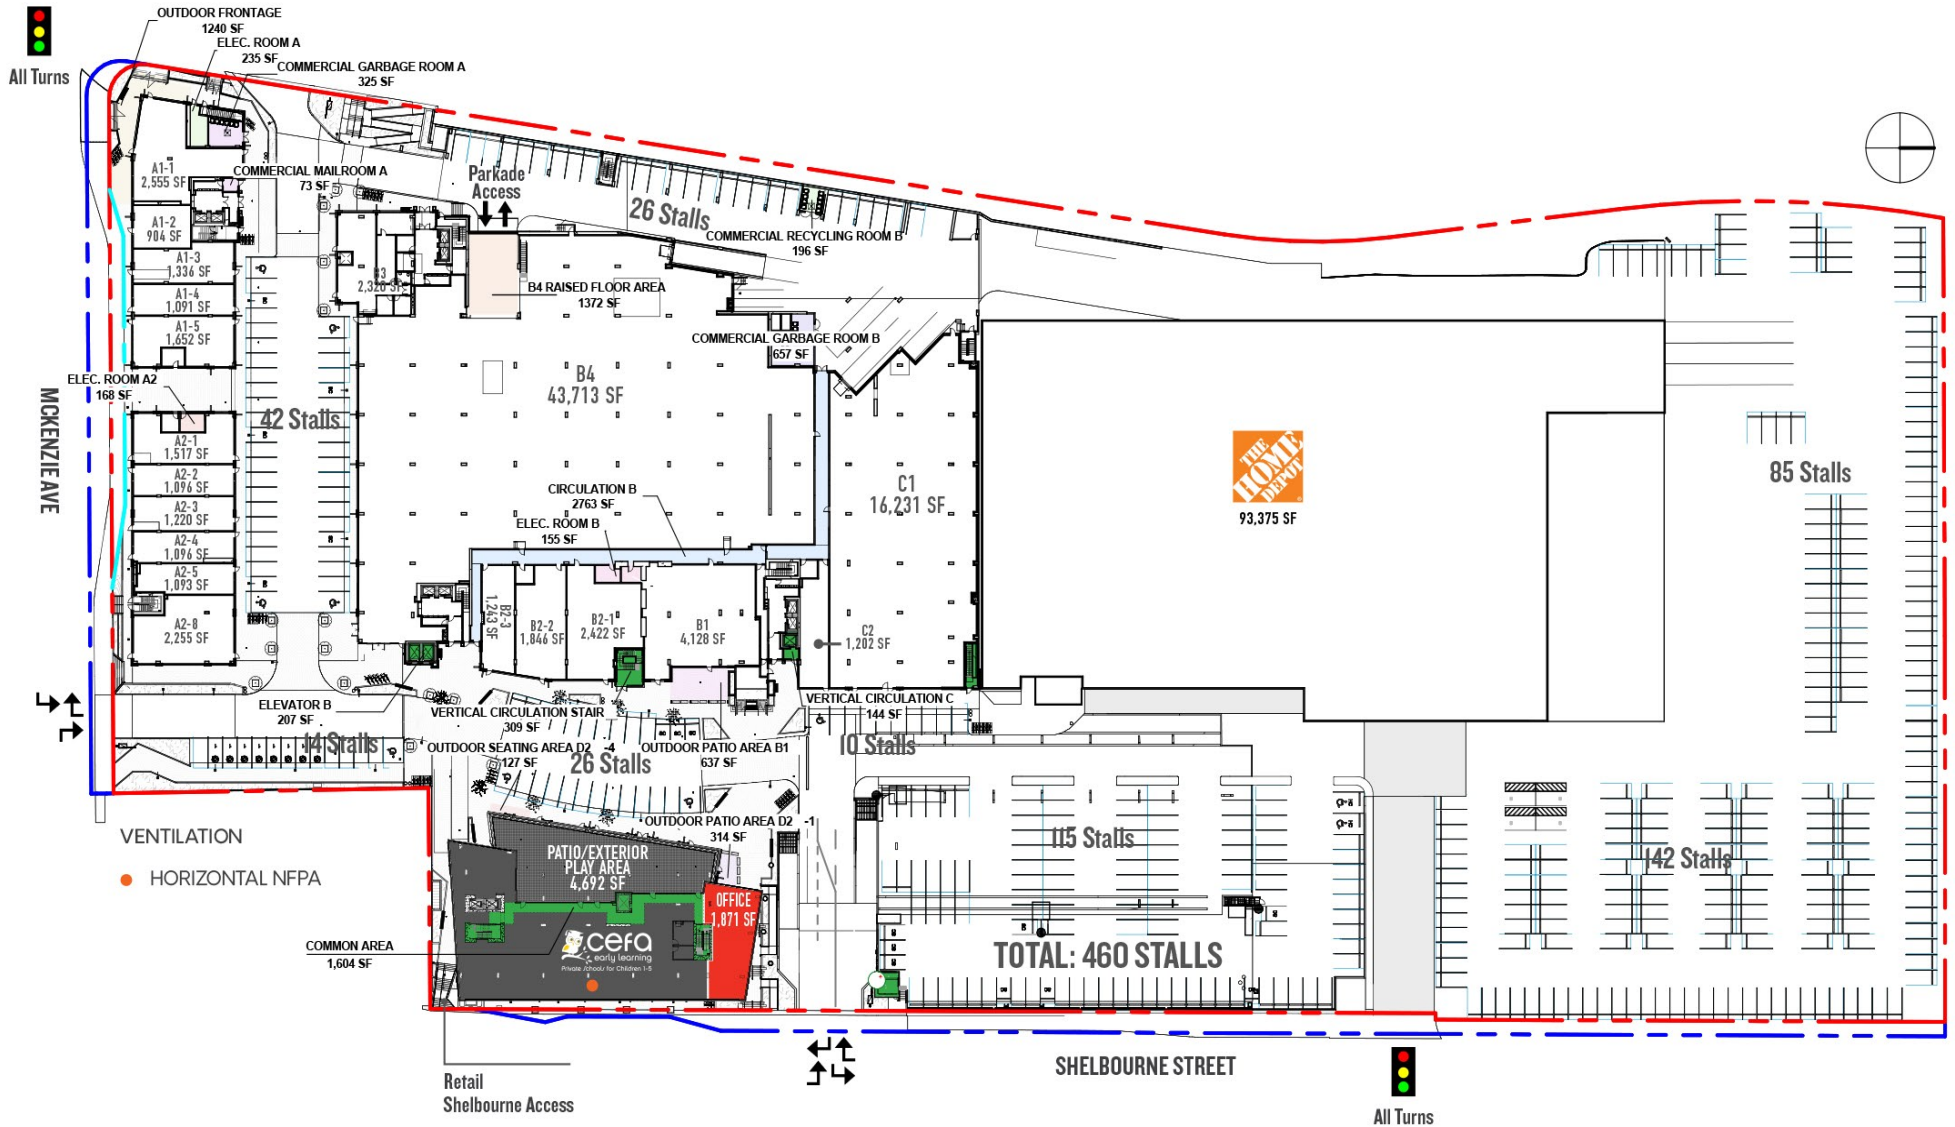 OUTDOOR FRONTAGE
1240 SF
ELEC. ROOM A
235 SF
COMMERCIAL GARBAGE ROOM A
325 SF
All Turns
A1-1
2,555 SF
COMMERCIAL MAILROOM A
73 SF
Parkade
Access
26 Stalls
A1-2
904 SF
COMMERCIAL RECYCLING ROOM B
196 SF
A1-3
1,336 SF
B3
2,320 SF
B4 RAISED FLOOR AREA
1372 SF
A1-4
1,091 SF
A1-5
1,652 SF
COMMERCIAL GARBAGE ROOM B
657 SF
ELEC. ROOM A2
168 SF
B4
43,713 SF
MCKENZIE AVE
42 Stalls
A2-1
1,517 SF
A2-2
1,096 SF
A2-3
1,220 SF
A2-4
1,096 SF
A2-5
1,093 SF
A2-8
2,255 SF
CIRCULATION B
2763 SF
ELEC. ROOM B
155 SF
C1
16,231 SF
THE
HOME
DEPOT
93,375 SF
85 Stalls
B2-3
1,243 SF
B2-2
1,846 SF
B2-1
2,422 SF
B1
4,128 SF
C2
1,202 SF
ELEVATOR B
207 SF
VERTICAL CIRCULATION STAIR
309 SF
VERTICAL CIRCULATION C
144 SF
14 Stalls
OUTDOOR SEATING AREA D2 -4
127 SF
26 Stalls
OUTDOOR PATIO AREA B1
637 SF
10 Stalls
OUTDOOR PATIO AREA D2 -1
314 SF
115 Stalls
142 Stalls
VENTILATION
HORIZONTAL NFPA
PATIO/EXTERIOR
PLAY AREA
4,692 SF
OFFICE
1,871 SF
COMMON AREA
1,604 SF
cefa
early learning
Private Schools for Children 1-5
TOTAL: 460 STALLS
Retail
Shelbourne Access
SHELBOURNE STREET
All Turns